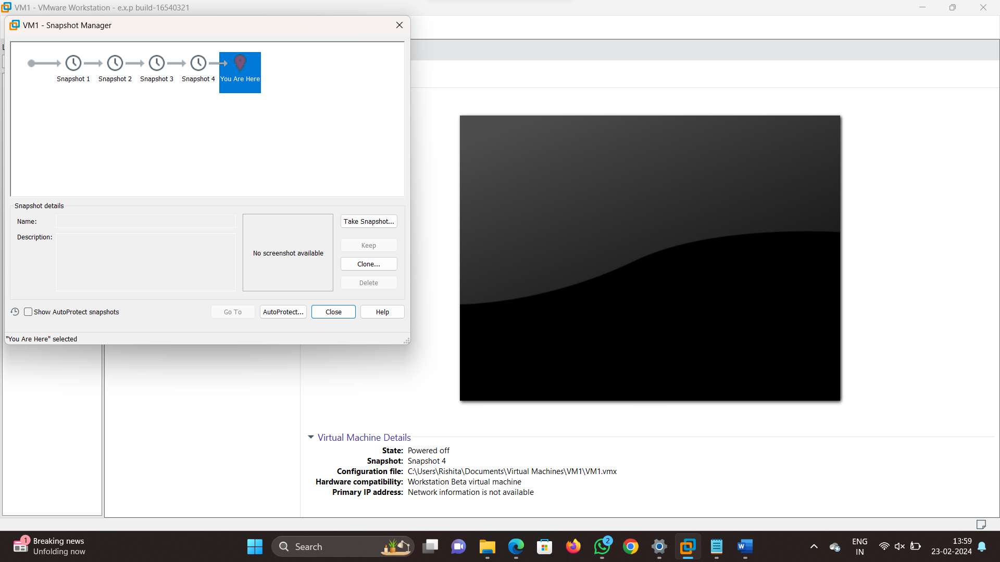 VM1 - VMware Workstation - e.x.p build-16540321
VM1 - Snapshot Manager
Snapshot 1
Snapshot 2
Snapshot 3
Snapshot 4
You Are Here
Snapshot details
Name:
Description:
No screenshot available
Take Snapshot...
Keep
Clone...
Delete
Show AutoProtect snapshots
Go To
AutoProtect...
Close
Help
"You Are Here" selected
Virtual Machine Details
State: Powered off
Snapshot: Snapshot 4
Configuration file: C:\Users\Rishita\Documents\Virtual Machines\VM1\VM1.vmx
Hardware compatibility: Workstation Beta virtual machine
Primary IP address: Network information is not available
1
Breaking news
Unfolding now
Search
2
W
ENG
IN
13:59
23-02-2024